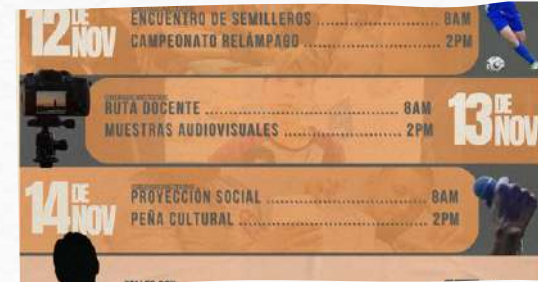 12 DE NOV
ENCUENTRO DE SEMILLEROS ................ 8AM
CAMPEONATO RELÁMPAGO .................. 2PM
RUTA DOCENTE ................................ 8AM
MUESTRAS AUDIOVISUALES ................ 2PM
13 DE NOV
14 DE NOV
PROYECCIÓN SOCIAL ........................ 8AM
PEÑA CULTURAL ............................. 2PM